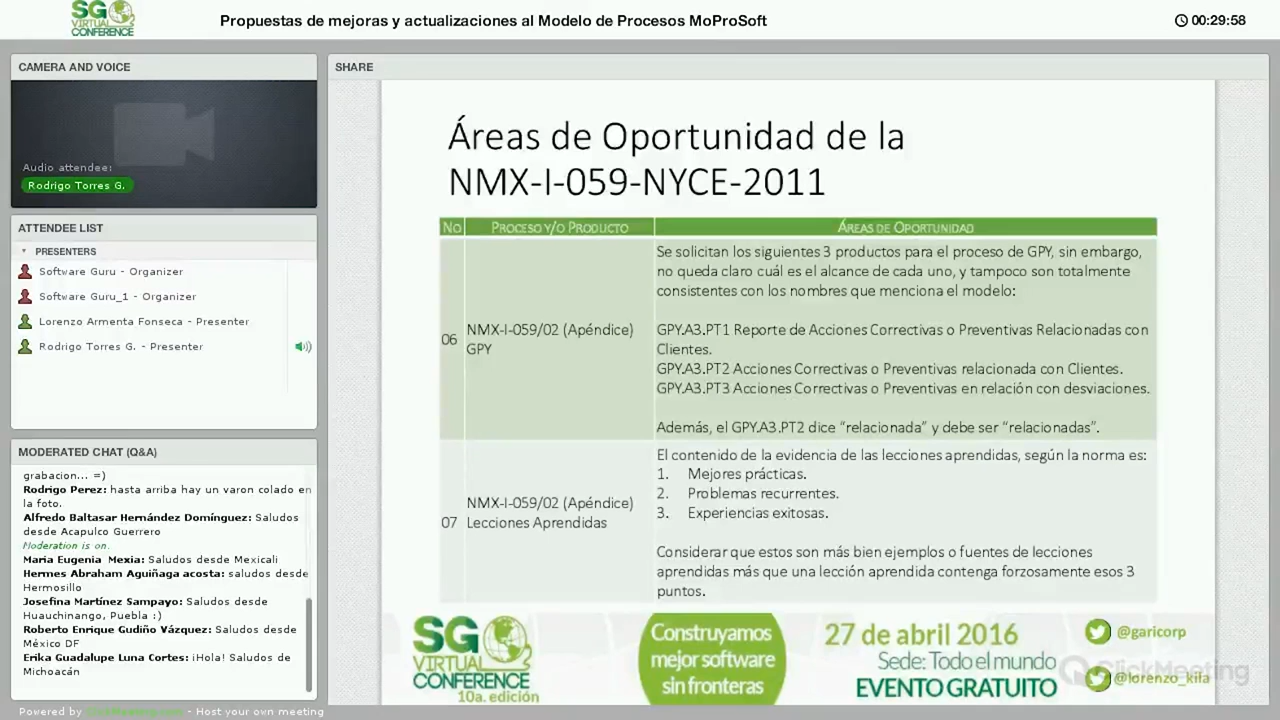 SG
VIRTUAL
CONFERENCE
Propuestas de mejoras y actualizaciones al Modelo de Procesos MoProSoft
00:29:58
CAMERA AND VOICE
Audio attendee:
Rodrigo Torres G.
ATTENDEE LIST
PRESENTERS
Software Guru - Organizer
Software Guru_1 - Organizer
Lorenzo Armenta Fonseca - Presenter
Rodrigo Torres G. - Presenter
MODERATED CHAT (Q&A)
grabacion... =)
Rodrigo Perez: hasta arriba hay un varon colado en
la foto.
Alfredo Baltasar Hernández Domínguez: Saludos
desde Acapulco Guerrero
Moderation is on.
Maria Eugenia Mexia: Saludos desde Mexicali
Hermes Abraham Aguiñaga acosta: saludos desde
Hermosillo
Josefina Martínez Sampayo: Saludos desde
Huauchinango, Puebla :)
Roberto Enrique Gudiño Vázquez: Saludos desde
México DF
Erika Guadalupe Luna Cortes: ¡Hola! Saludos de
Michoacán
Powered by ClickMeeting.com - Host your own meeting
SHARE
Áreas de Oportunidad de la
NMX-I-059-NYCE-2011
No Proceso y/o Producto Áreas de Oportunidad
06
NMX-I-059/02 (Apéndice)
GPY
Se solicitan los siguientes 3 productos para el proceso de GPY, sin embargo,
no queda claro cuál es el alcance de cada uno, y tampoco son totalmente
consistentes con los nombres que menciona el modelo:
GPY.A3.PT1 Reporte de Acciones Correctivas o Preventivas Relacionadas con
Clientes.
GPY.A3.PT2 Acciones Correctivas o Preventivas relacionada con Clientes.
GPY.A3.PT3 Acciones Correctivas o Preventivas en relación con desviaciones.
Además, el GPY.A3.PT2 dice “relacionada” y debe ser “relacionadas”.
07
NMX-I-059/02 (Apéndice)
Lecciones Aprendidas
El contenido de la evidencia de las lecciones aprendidas, según la norma es:
1. Mejores prácticas.
2. Problemas recurrentes.
3. Experiencias exitosas.
Considerar que estos son más bien ejemplos o fuentes de lecciones
aprendidas más que una lección aprendida contenga forzosamente esos 3
puntos.
SG
VIRTUAL
CONFERENCE
10a. edición
Construyamos
mejor software
sin fronteras
27 de abril 2016
Sede: Todo el mundo
EVENTO GRATUITO
@garicorp
@lorenzo_kila
ClickMeeting